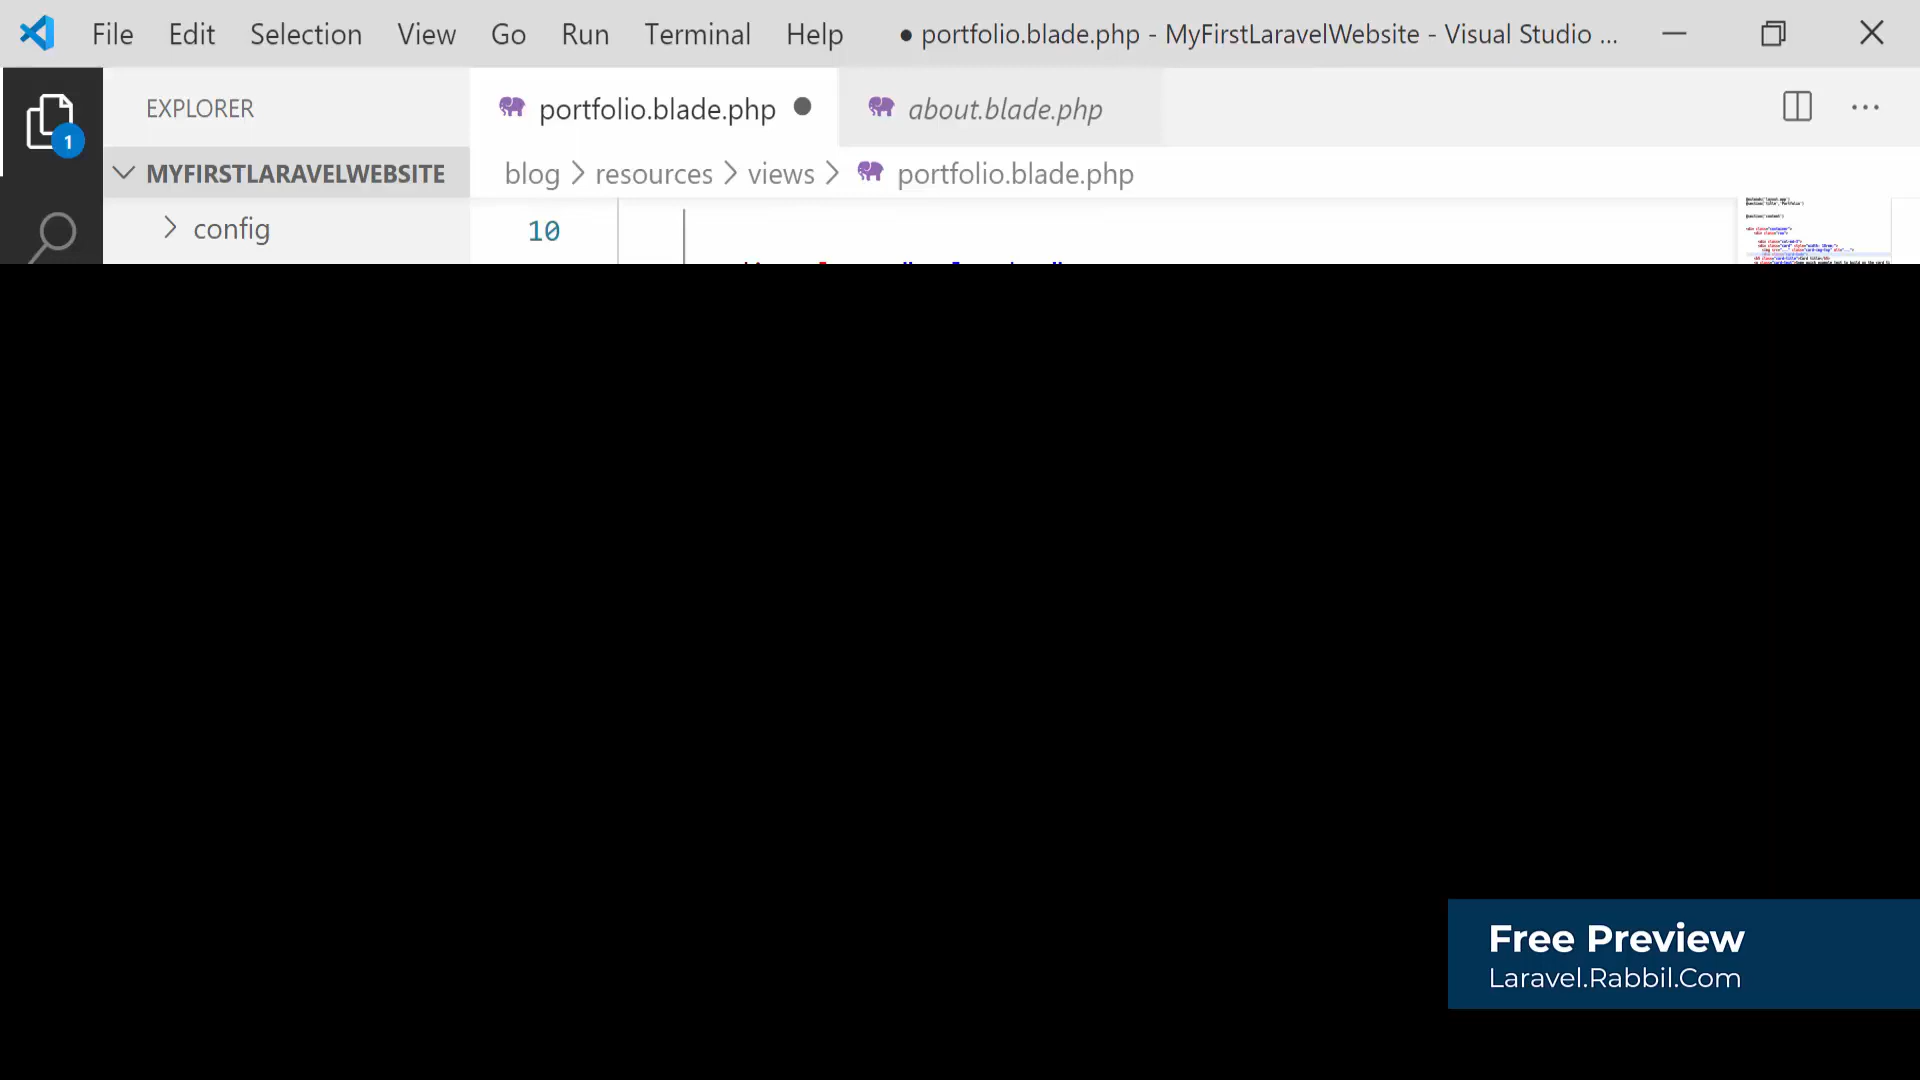 File Edit Selection View Go Run Terminal Help ● portfolio.blade.php - MyFirstLaravelWebsite - Visual Studio ...
EXPLORER
portfolio.blade.php
about.blade.php
1
MYFIRSTLARAVELWEBSITE
blog > resources > views > portfolio.blade.php
config
10
Free Preview
Laravel.Rabbil.Com